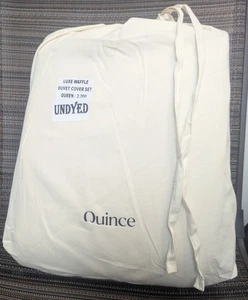 LUXE WAFFLE
DUVET COVER SET
QUEEN
UNDYED
Quince